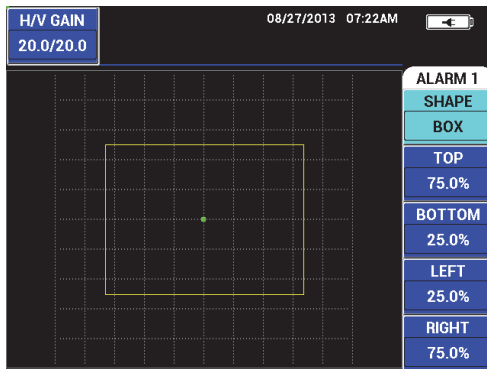 H/V GAIN
20.0/20.0
08/27/2013 07:22AM
ALARM 1
SHAPE
BOX
TOP
75.0%
BOTTOM
25.0%
LEFT
25.0%
RIGHT
75.0%